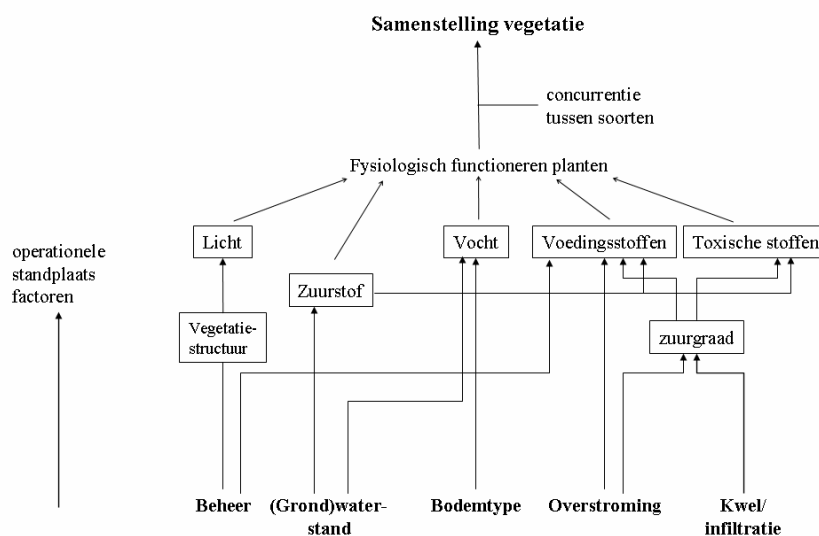 Samenstelling vegetatie
concurrentie
tussen soorten
Fysiologisch functioneren planten
operationele
standplaats
factoren
Licht
Vocht
Voedingsstoffen
Toxische stoffen
Zuurstof
Vegetatie-
structuur
zuurgraad
Beheer
(Grond)water-
stand
Bodemtype
Overstroming
Kwel/
infiltratie